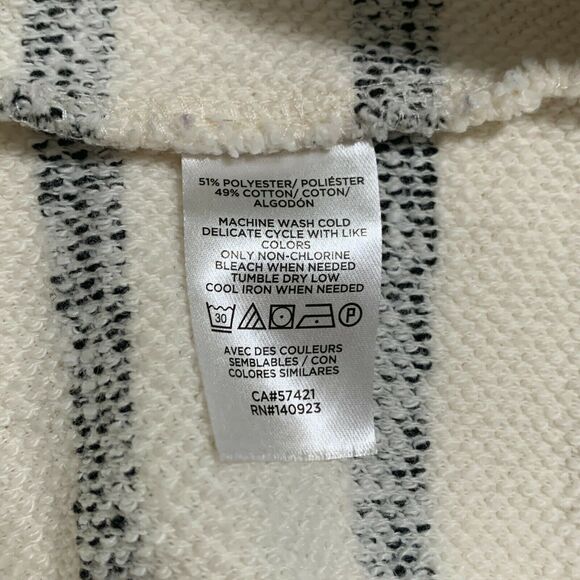 51% POLYESTER/ POLIÉSTER
49% COTTON/ COTON/
ALGODÓN
MACHINE WASH COLD
DELICATE CYCLE WITH LIKE
COLORS
ONLY NON-CHLORINE
BLEACH WHEN NEEDED
TUMBLE DRY LOW
COOL IRON WHEN NEEDED
30 P
AVEC DES COULEURS
SEMBLABLES / CON
COLORES SIMILARES
CA#57421
RN#140923